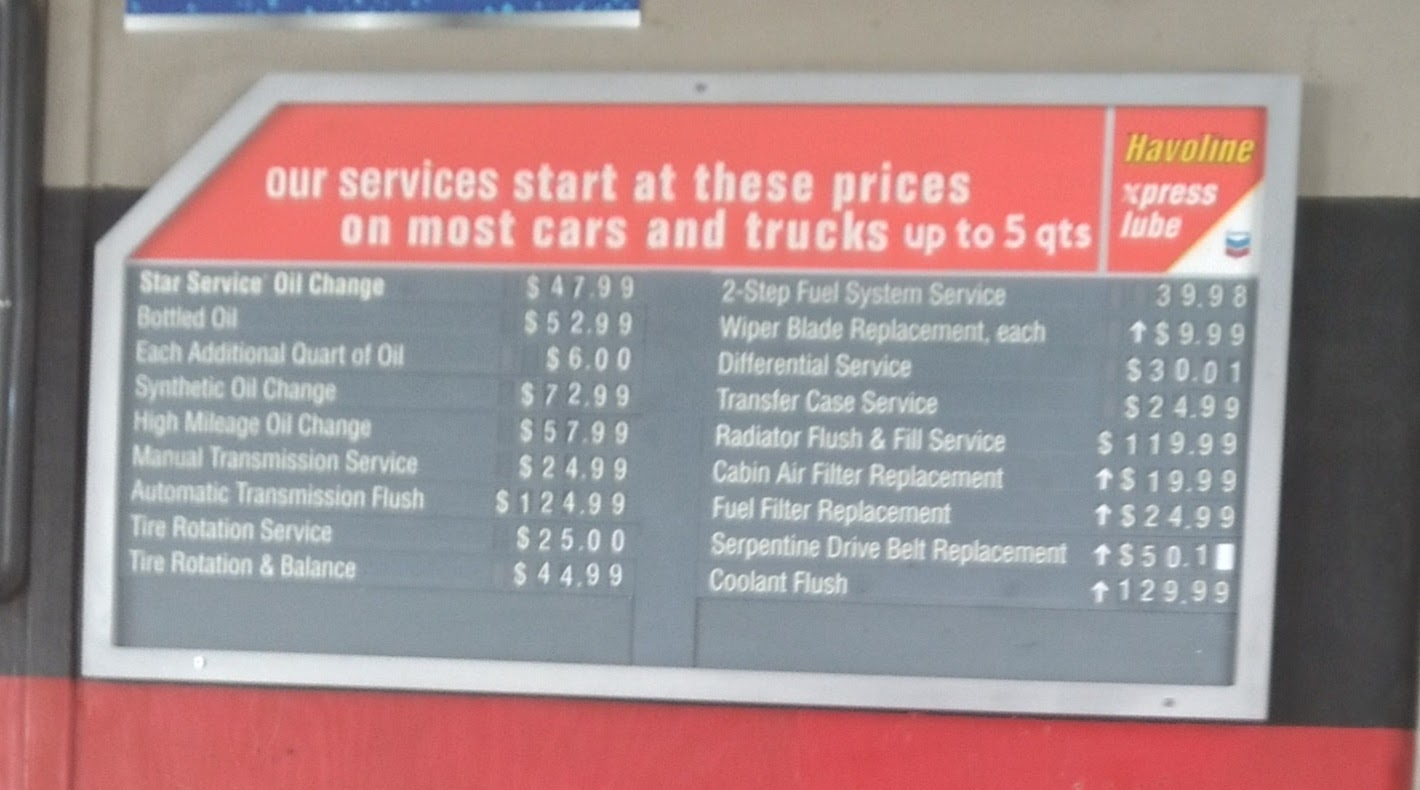 our services start at these prices
on most cars and trucks up to 5 qts
Havoline
xpress
lube
Star Service Oil Change $47.99
Bottled Oil $52.99
Each Additional Quart of Oil $6.00
Synthetic Oil Change $72.99
High Mileage Oil Change $57.99
Manual Transmission Service $24.99
Automatic Transmission Flush $124.99
Tire Rotation Service $25.00
Tire Rotation & Balance $44.99
2-Step Fuel System Service 39.98
Wiper Blade Replacement, each ↑$9.99
Differential Service $30.01
Transfer Case Service $24.99
Radiator Flush & Fill Service $119.99
Cabin Air Filter Replacement ↑$19.99
Fuel Filter Replacement ↑$24.99
Serpentine Drive Belt Replacement ↑$50.1
Coolant Flush ↑129.99